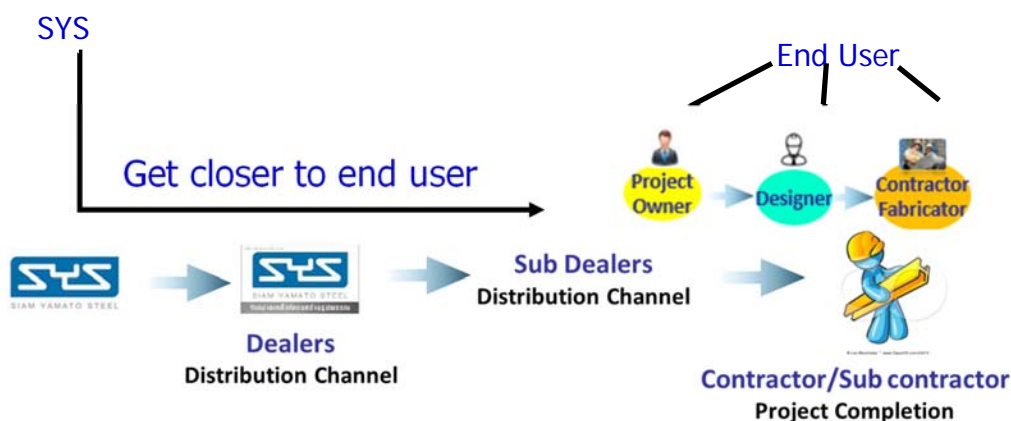 SYS
End User
Get closer to end user
Project
Owner
Designer
Contractor
Fabricator
SYS
SIAM YAMATO STEEL
SYS
SIAM YAMATO STEEL
Sub Dealers
Distribution Channel
Dealers
Distribution Channel
Contractor/Sub contractor
Project Completion